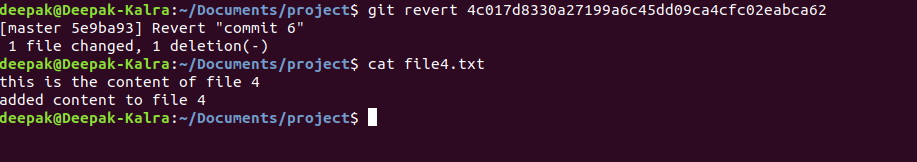 deepak@Deepak-Kalra:~/Documents/project$ git revert 4c017d8330a27199a6c45dd09ca4cfc02eabca62
[master 5e9ba93] Revert "commit 6"
 1 file changed, 1 deletion(-)
deepak@Deepak-Kalra:~/Documents/project$ cat file4.txt
this is the content of file 4
added content to file 4
deepak@Deepak-Kalra:~/Documents/project$